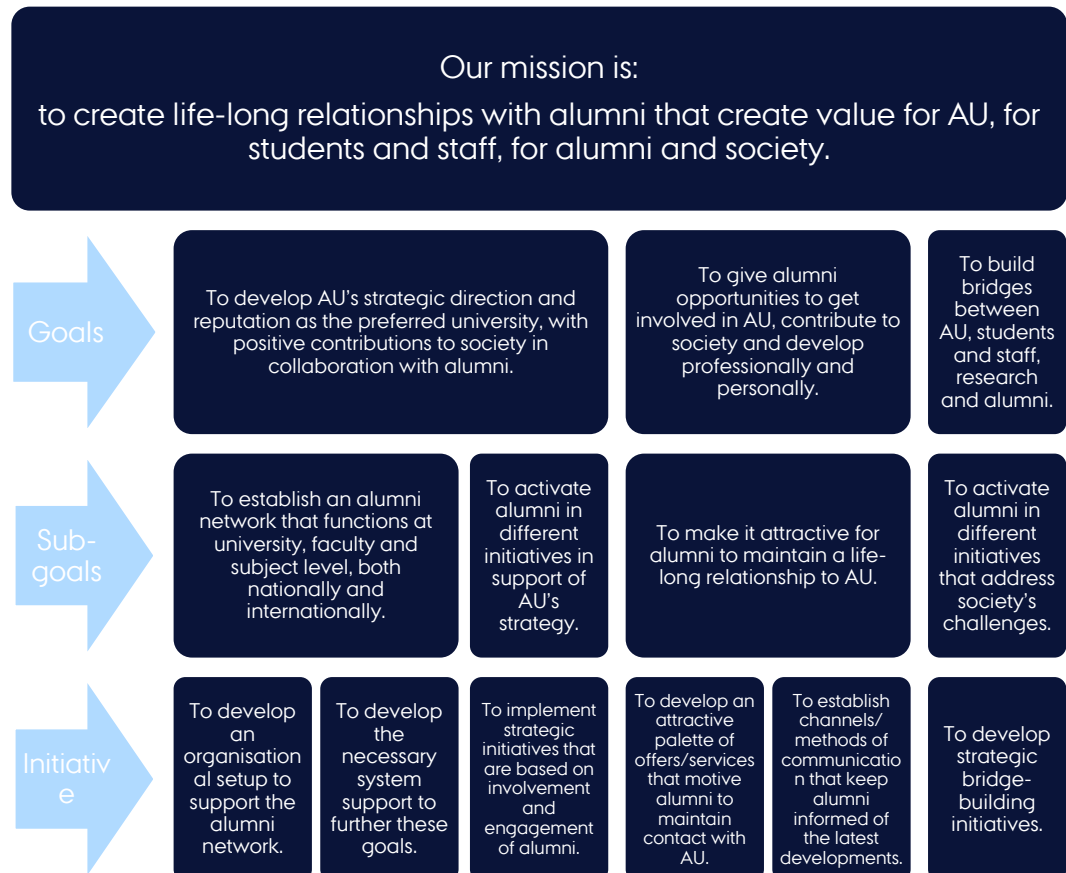 Our mission is:
to create life-long relationships with alumni that create value for AU, for
students and staff, for alumni and society.
Goals
To develop AU's strategic direction and
reputation as the preferred university, with
positive contributions to society in
collaboration with alumni.
To give alumni
opportunities to get
involved in AU, contribute to
society and develop
professionally and
personally.
To build
bridges
between
AU, students
and staff,
research
and alumni.
Sub-
goals
To establish an alumni
network that functions at
university, faculty and
subject level, both
nationally and
internationally.
To activate
alumni in
different
initiatives in
support of
AU's
strategy.
To make it attractive for
alumni to maintain a life-
long relationship to AU.
To activate
alumni in
different
initiatives
that address
society's
challenges.
Initiativ
e
To develop
an
organisation
al setup to
support the
alumni
network.
To develop
the
necessary
system
support to
further these
goals.
To implement
strategic
initiatives that
are based on
involvement
and
engagement
of alumni.
To develop an
attractive
palette of
offers/services
that motive
alumni to
maintain
contact with
AU.
To establish
channels/
methods of
communicatio
n that keep
alumni
informed of
the latest
developments.
To develop
strategic
bridge-
building
initiatives.